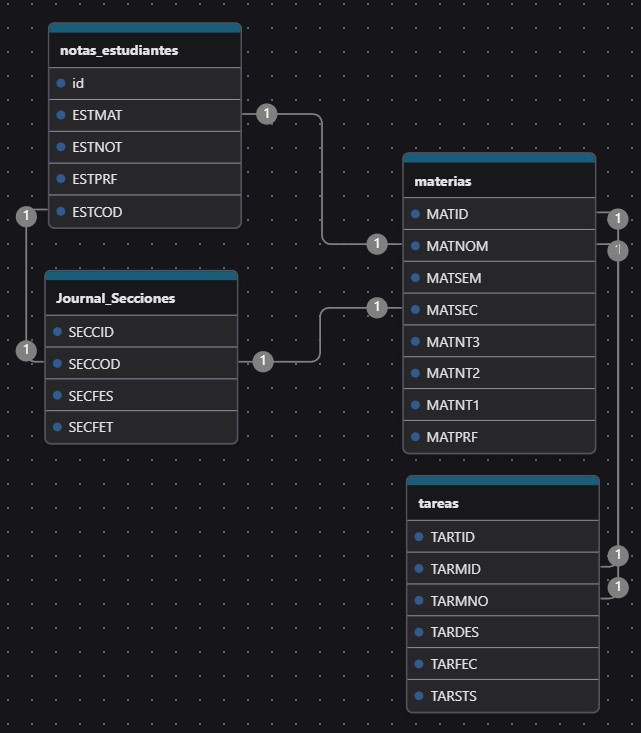 notas_estudiantes
id
ESTMAT
ESTNOT
ESTPRF
ESTCOD
Journal_Secciones
SECCID
SECCOD
SECFES
SECFET
materias
MATID
MATNOM
MATSEM
MATSEC
MATNT3
MATNT2
MATNT1
MATPRF
tareas
TARTID
TARMID
TARMNO
TARDES
TARFEC
TARSTS
1
1
1
1
1
1
1
1
1
1